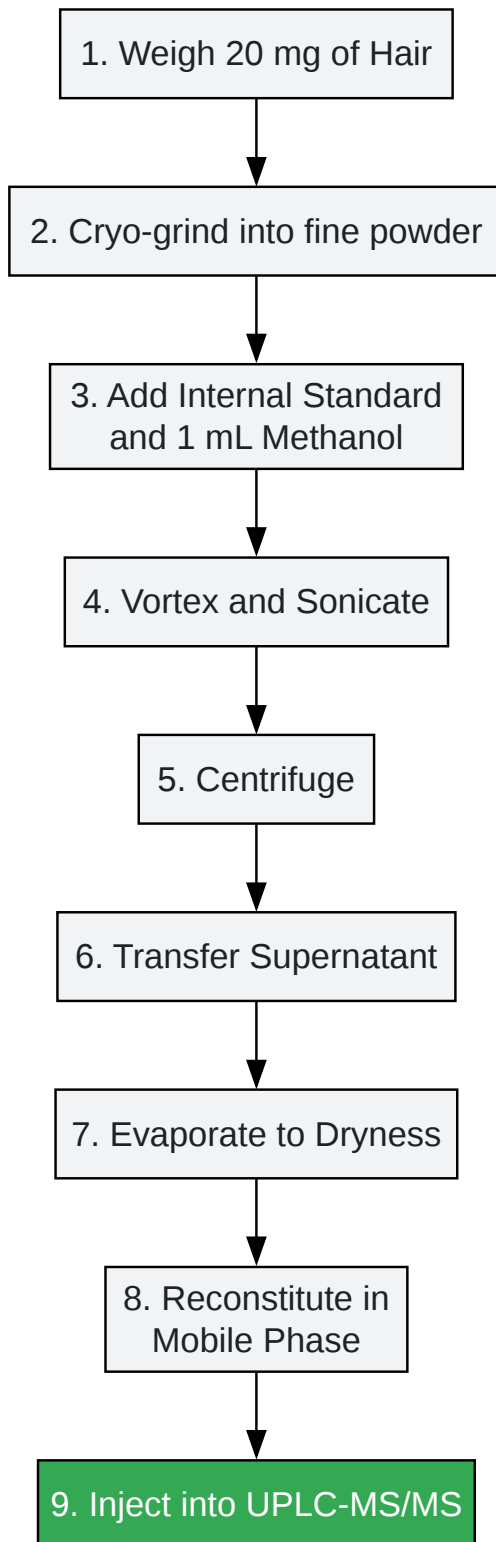 1. Weigh 20 mg of Hair
2. Cryo-grind into fine powder
3. Add Internal Standard
and 1 mL Methanol
4. Vortex and Sonicate
5. Centrifuge
6. Transfer Supernatant
7. Evaporate to Dryness
8. Reconstitute in
Mobile Phase
9. Inject into UPLC-MS/MS